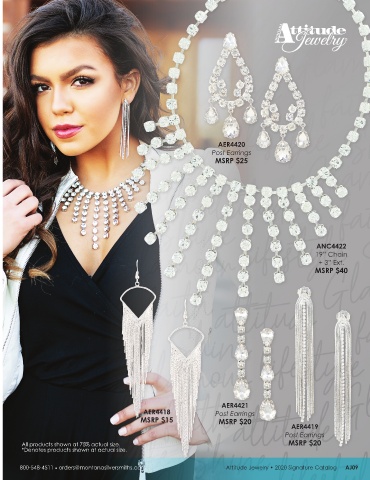 Attitude
Jewelry
AER4420
Post Earrings
MSRP $25
ANC4422
19" Chain
+ 3" Ext.
MSRP $40
AER4418
MSRP $15
AER4421
Post Earrings
MSRP $20
AER4419
Post Earrings
MSRP $20
All products shown at 75% actual size.
*Denotes products shown at actual size.
800-548-4511 • orders@montanasilversmiths.com
Attitude Jewelry • 2020 Signature Catalog AJ09